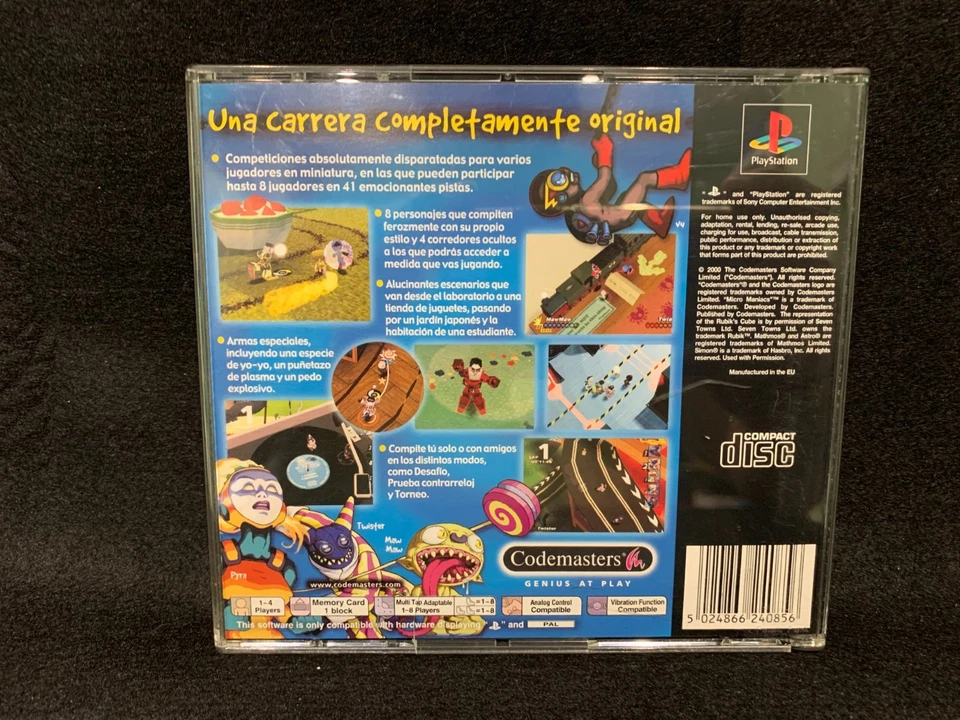 Una carrera completamente original
Competiciones absolutamente disparatadas para varios
jugadores en miniatura, en las que pueden participar
hasta 8 jugadores en 41 emocionantes pistas.
8 personajes que compiten
ferozmente con su propio
estilo y 4 corredores ocultos
a los que podrás acceder a
medida que vas jugando.
Alucinantes escenarios que
van desde el laboratorio a una
tienda de juguetes, pasando
por un jardín japonés y la
habitación de una estudiante.
Armas especiales,
incluyendo una especie
de yo-yo, un puñetazo
de plasma y un pedo
explosivo.
Maw Maw
1
Compite tú solo o con amigos
en los distintos modos,
como Desafío,
Prueba contrarreloj
y Torneo.
1
Twister
Twister
Maw
Maw
Pyra
www.codemasters.com
Codemasters®
GENIUS AT PLAY
1-4
Players
Memory Card
1 block
Multi Tap Adaptable
1-8 Players
=1-8
=1-8
Analog Control
Compatible
Vibration Function
Compatible
This software is only compatible with hardware displaying " " and PAL
PlayStation
" " and "PlayStation" are registered
trademarks of Sony Computer Entertainment Inc.
For home use only. Unauthorised copying,
adaptation, rental, lending, re-sale, arcade use,
charging for use, broadcast, cable transmission,
public performance, distribution or extraction of
this product or any trademark or copyright work
that forms part of this product are prohibited.
© 2000 The Codemasters Software Company
Limited ("Codemasters"). All rights reserved.
"Codemasters"® and the Codemasters logo are
registered trademarks owned by Codemasters
Limited. "Micro Maniacs"™ is a trademark of
Codemasters. Developed by Codemasters.
Published by Codemasters. The representation
of the Rubik's Cube is by permission of Seven
Towns Ltd. Seven Towns Ltd. owns the
trademark Rubik™. Mathmos® and Astro® are
registered trademarks of Mathmos Limited.
Simon® is a trademark of Hasbro, Inc. All rights
reserved. Used with Permission.
Manufactured in the EU
COMPACT
disc
5 024866 240856